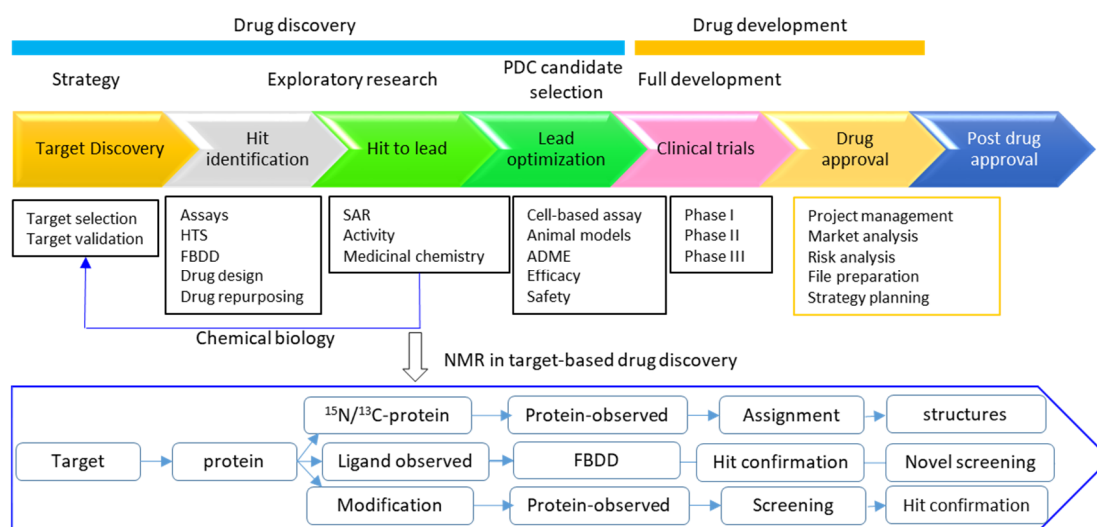 Drug discovery
Drug development
Strategy
Exploratory research
PDC candidate
selection
Full development
Target Discovery
Hit
identification
Hit to lead
Lead
optimization
Clinical trials
Drug
approval
Post drug
approval
Target selection
Target validation
Assays
HTS
FBDD
Drug design
Drug repurposing
SAR
Activity
Medicinal chemistry
Cell-based assay
Animal models
ADME
Efficacy
Safety
Phase I
Phase II
Phase III
Project management
Market analysis
Risk analysis
File preparation
Strategy planning
Chemical biology
NMR in target-based drug discovery
Target
protein
¹⁵N/¹³C-protein
Protein-observed
Assignment
structures
Ligand observed
FBDD
Hit confirmation
Novel screening
Modification
Protein-observed
Screening
Hit confirmation